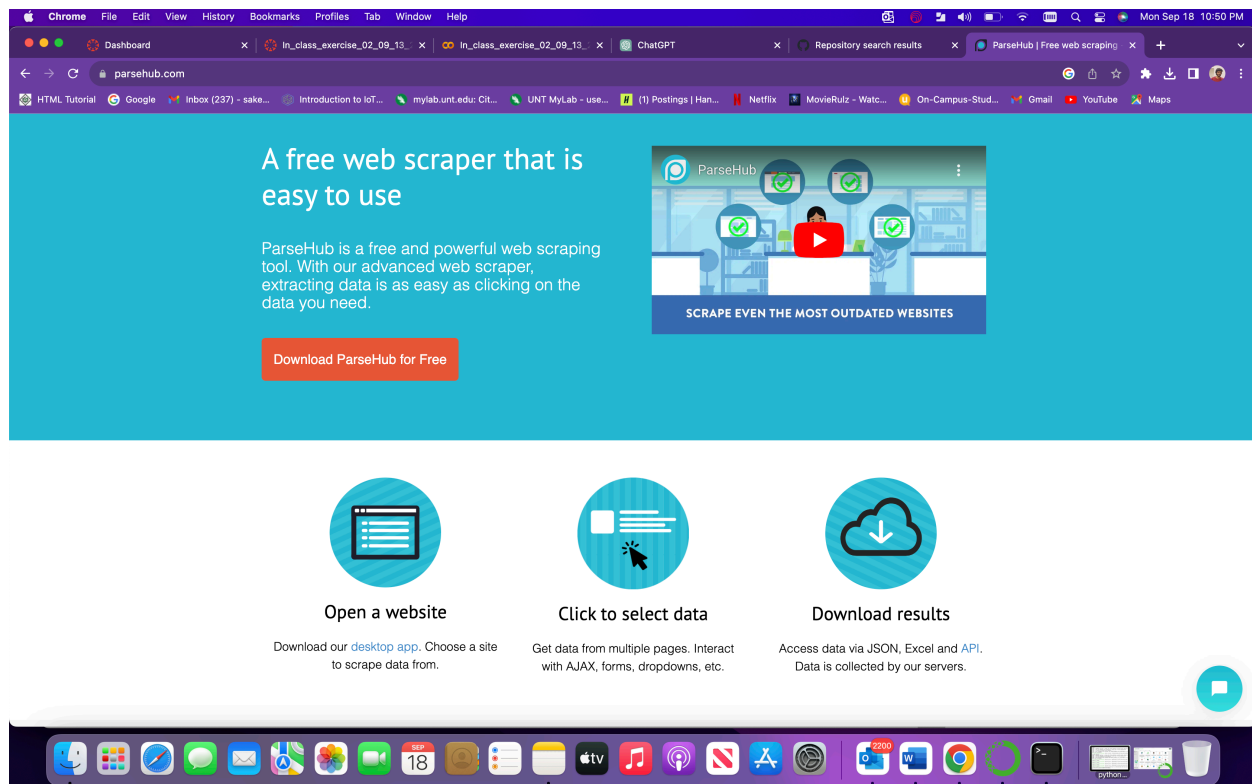 Chrome File Edit View History Bookmarks Profiles Tab Window Help Mon Sep 18 10:50 PM
Dashboard In_class_exercise_02_09_13_ In_class_exercise_02_09_13_ ChatGPT Repository search results ParseHub | Free web scraping
parsehub.com
HTML Tutorial Google Inbox (237) – sake... Introduction to IoT... mylab.unt.edu: Cit... UNT MyLab - use... (1) Postings | Han... Netflix MovieRulz - Watc... On-Campus-Stud... Gmail YouTube Maps
A free web scraper that is
easy to use
ParseHub is a free and powerful web scraping
tool. With our advanced web scraper,
extracting data is as easy as clicking on the
data you need.
Download ParseHub for Free
ParseHub
SCRAPE EVEN THE MOST OUTDATED WEBSITES
Open a website
Download our desktop app. Choose a site
to scrape data from.
Click to select data
Get data from multiple pages. Interact
with AJAX, forms, dropdowns, etc.
Download results
Access data via JSON, Excel and API.
Data is collected by our servers.
SEP
18
tv
2200
python...